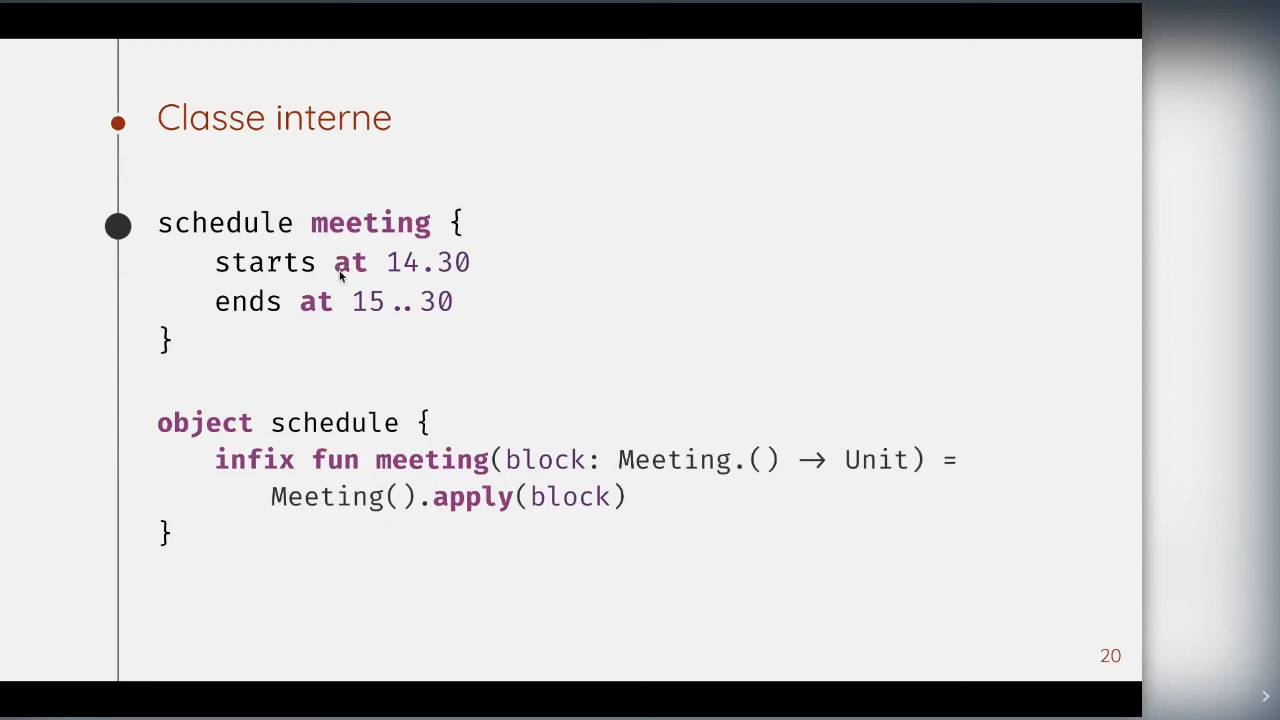 Classe interne
schedule meeting {
starts at 14.30
ends at 15..30
}
object schedule {
infix fun meeting(block: Meeting.() → Unit) =
Meeting().apply(block)
}
20